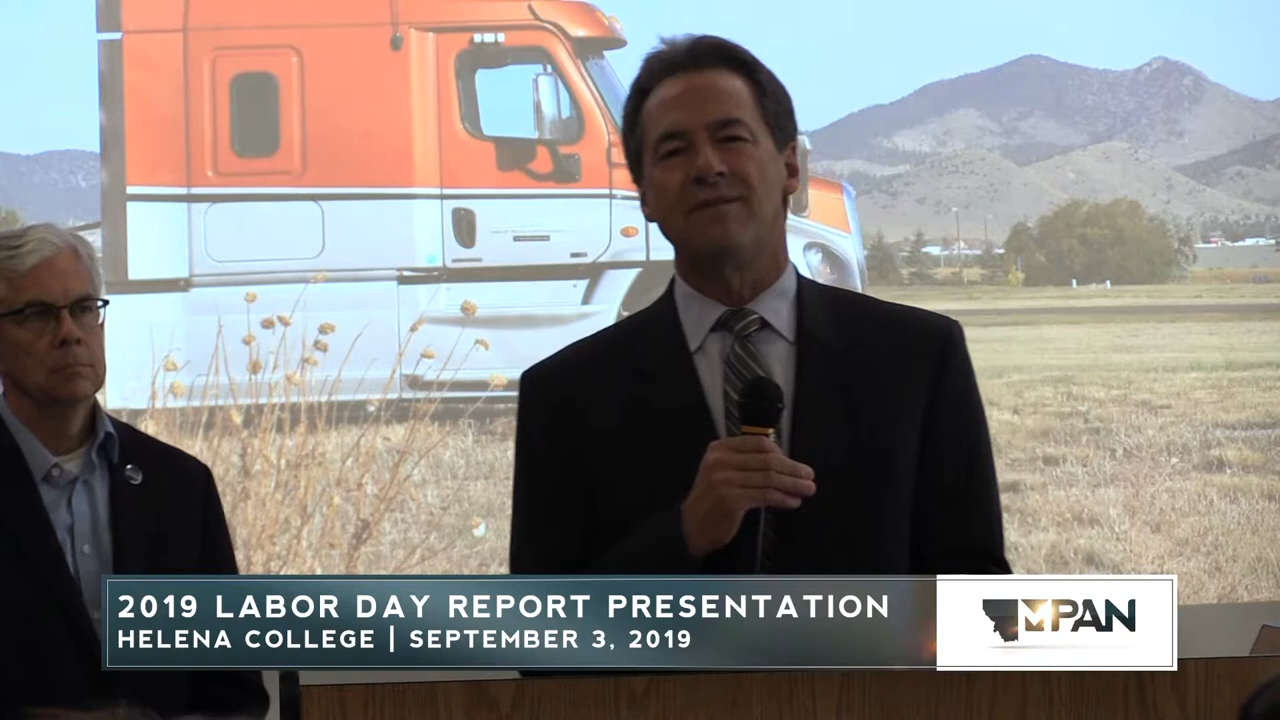 2019 LABOR DAY REPORT PRESENTATION
HELENA COLLEGE | SEPTEMBER 3, 2019
MPAN